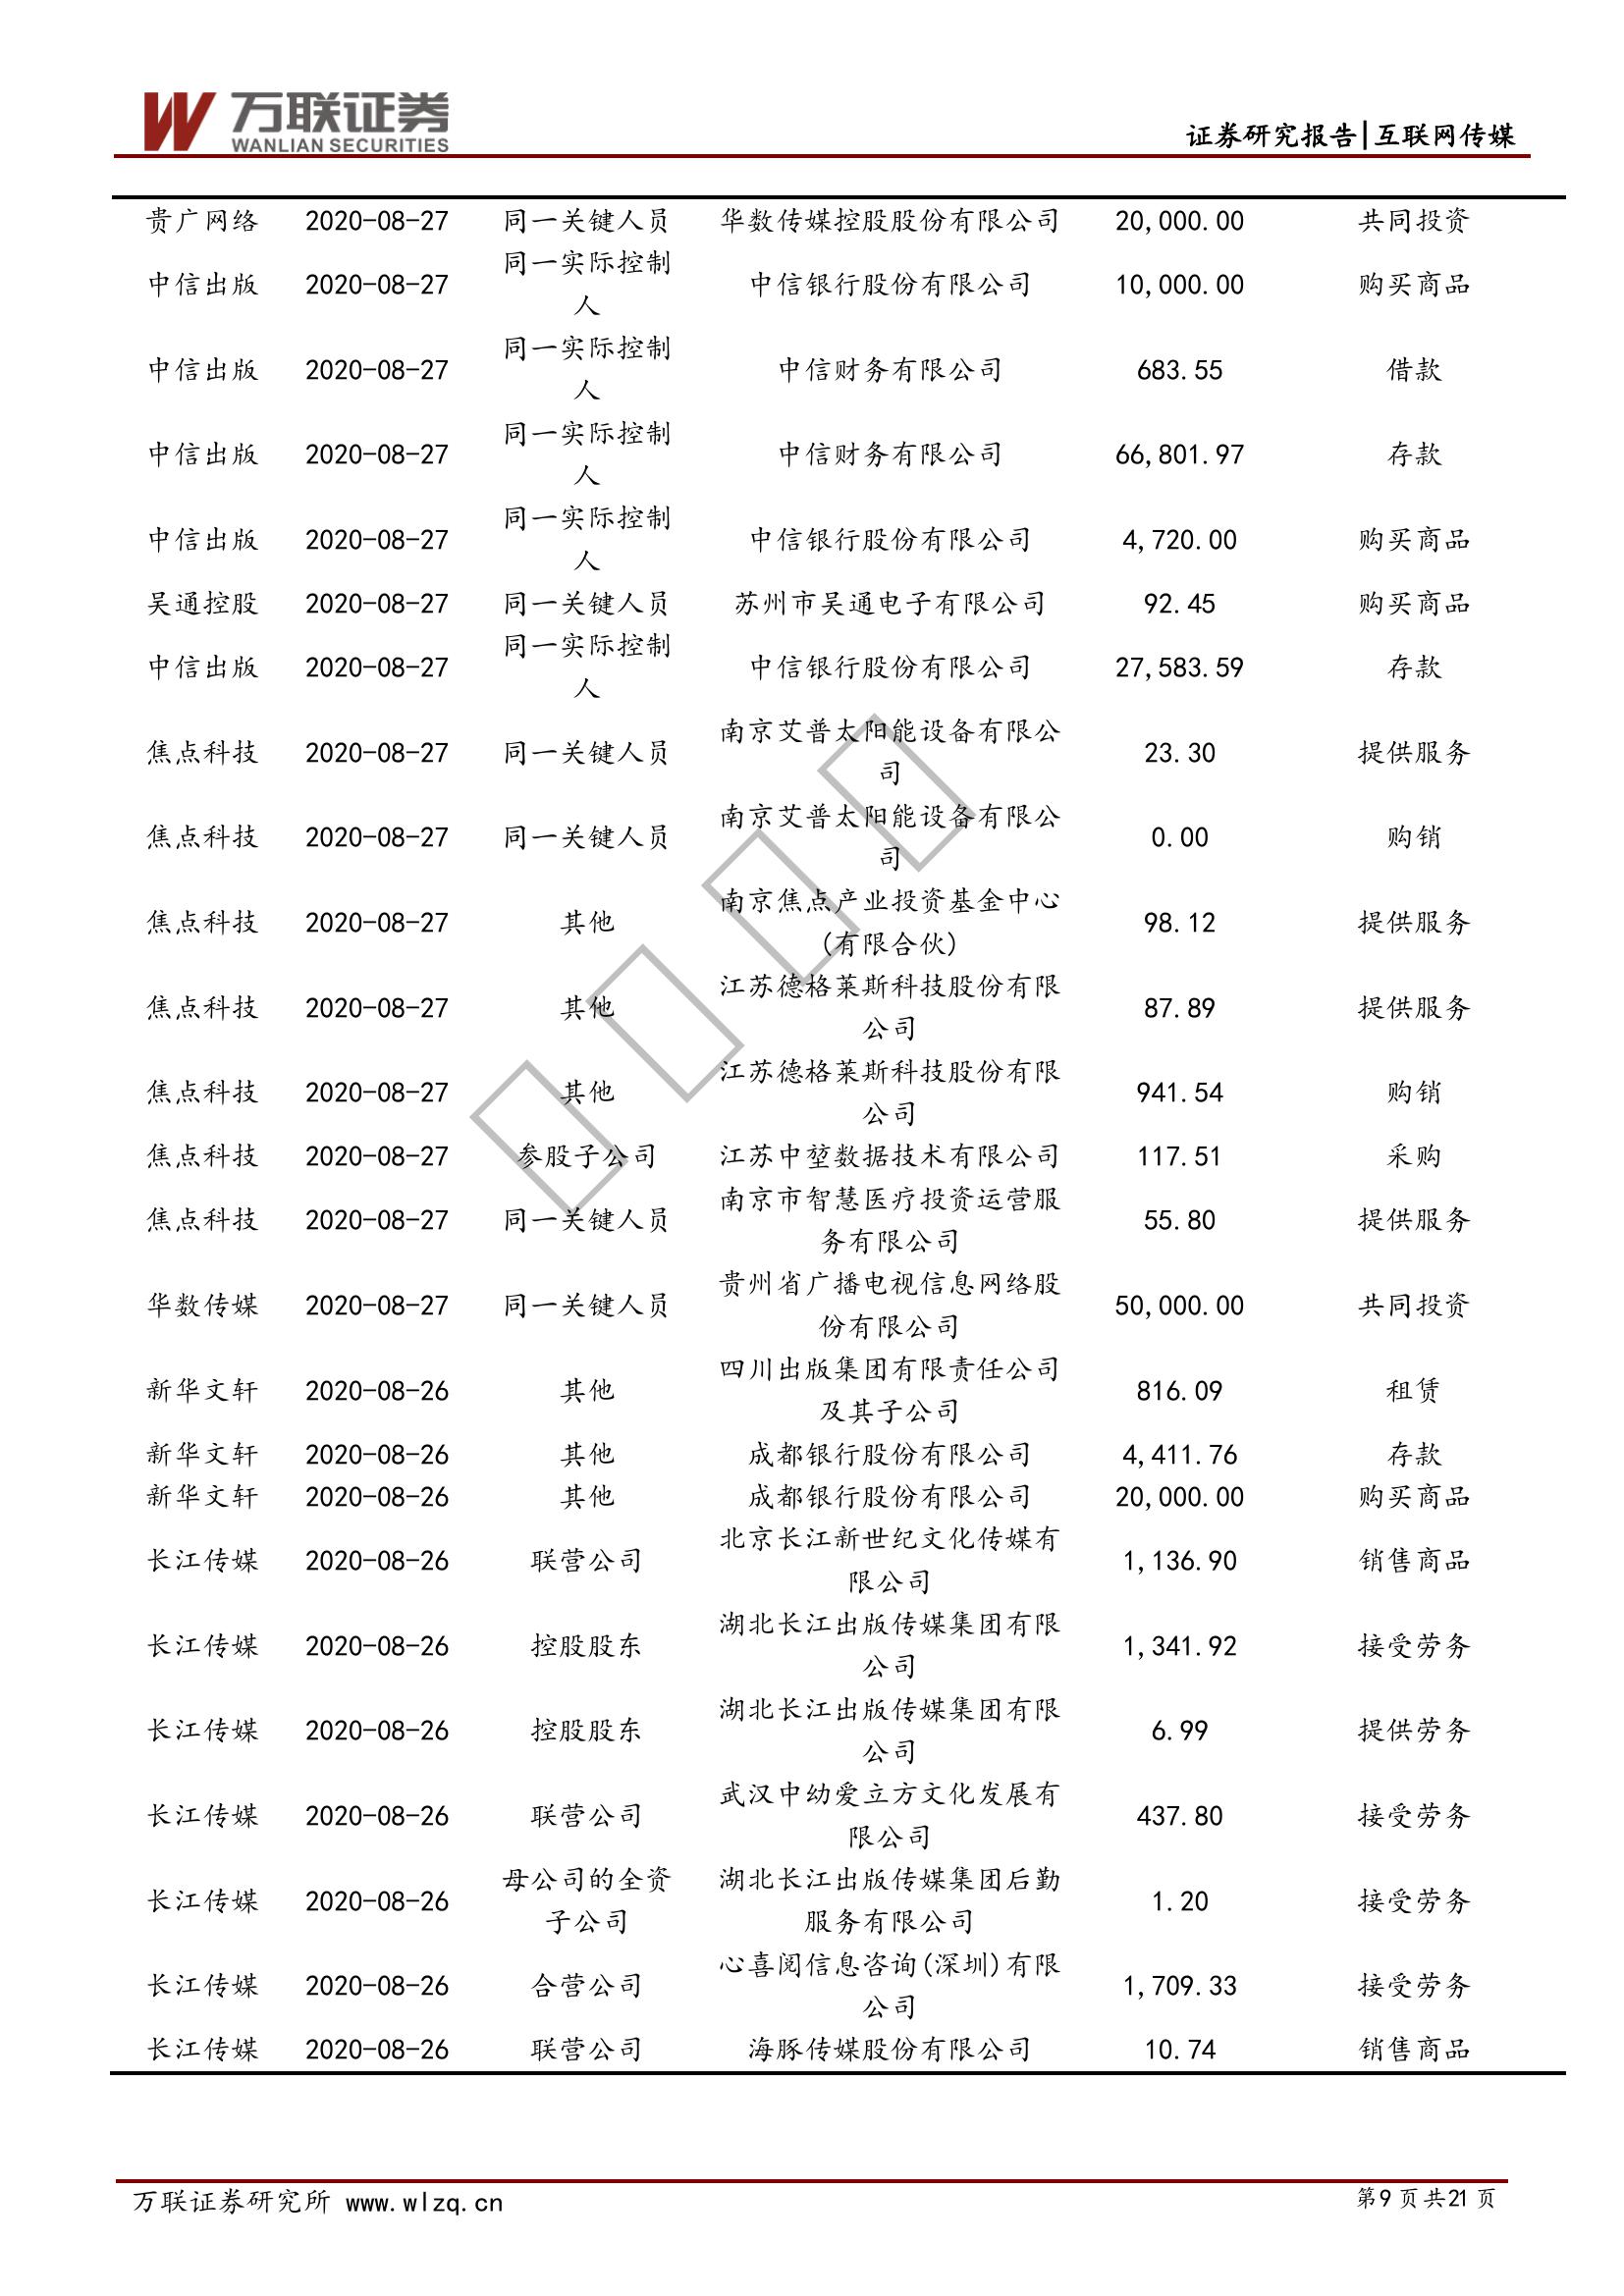 万联证券
WANLIAN SECURITIES
证券研究报告|互联网传媒
贵广网络 2020-08-27 同一关键人员 华数传媒控股股份有限公司 20,000.00 共同投资
中信出版 2020-08-27 同一实际控制人 中信银行股份有限公司 10,000.00 购买商品
中信出版 2020-08-27 同一实际控制人 中信财务有限公司 683.55 借款
中信出版 2020-08-27 同一实际控制人 中信财务有限公司 66,801.97 存款
中信出版 2020-08-27 同一实际控制人 中信银行股份有限公司 4,720.00 购买商品
吴通控股 2020-08-27 同一关键人员 苏州市吴通电子有限公司 92.45 购买商品
中信出版 2020-08-27 同一实际控制人 中信银行股份有限公司 27,583.59 存款
焦点科技 2020-08-27 同一关键人员 南京艾普太阳能设备有限公司 23.30 提供服务
焦点科技 2020-08-27 同一关键人员 南京艾普太阳能设备有限公司 0.00 购销
焦点科技 2020-08-27 其他 南京焦点产业投资基金中心(有限合伙) 98.12 提供服务
焦点科技 2020-08-27 其他 江苏德格莱斯科技股份有限公司 87.89 提供服务
焦点科技 2020-08-27 其他 江苏德格莱斯科技股份有限公司 941.54 购销
焦点科技 2020-08-27 参股子公司 江苏中堃数据技术有限公司 117.51 采购
焦点科技 2020-08-27 同一关键人员 南京市智慧医疗投资运营服务有限公司 55.80 提供服务
华数传媒 2020-08-27 同一关键人员 贵州省广播电视信息网络股份有限公司 50,000.00 共同投资
新华文轩 2020-08-26 其他 四川出版集团有限责任公司及其子公司 816.09 租赁
新华文轩 2020-08-26 其他 成都银行股份有限公司 4,411.76 存款
新华文轩 2020-08-26 其他 成都银行股份有限公司 20,000.00 购买商品
长江传媒 2020-08-26 联营公司 北京长江新世纪文化传媒有限公司 1,136.90 销售商品
长江传媒 2020-08-26 控股股东 湖北长江出版传媒集团有限公司 1,341.92 接受劳务
长江传媒 2020-08-26 控股股东 湖北长江出版传媒集团有限公司 6.99 提供劳务
长江传媒 2020-08-26 联营公司 武汉中幼爱立方文化发展有限公司 437.80 接受劳务
长江传媒 2020-08-26 母公司的全资子公司 湖北长江出版传媒集团后勤服务有限公司 1.20 接受劳务
长江传媒 2020-08-26 合营公司 心喜阅信息咨询(深圳)有限公司 1,709.33 接受劳务
长江传媒 2020-08-26 联营公司 海豚传媒股份有限公司 10.74 销售商品
万联证券研究所 www.wlzq.cn
第9页共21页